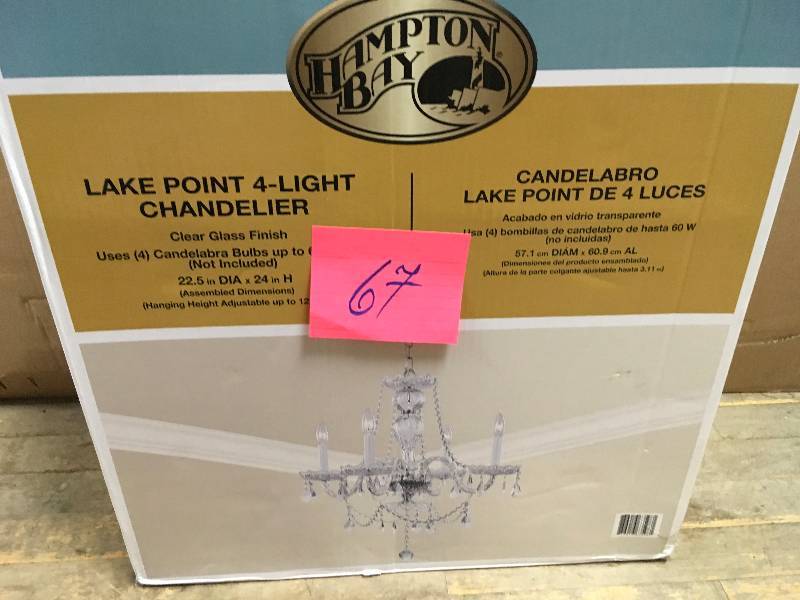 HAMPTON
BAY
LAKE POINT 4-LIGHT
CHANDELIER
Clear Glass Finish
Uses (4) Candelabra Bulbs up to
(Not Included)
22.5 in DIA x 24 in H
(Assembled Dimensions)
(Hanging Height Adjustable up to 12
CANDELABRO
LAKE POINT DE 4 LUCES
Acabado en vidrio transparente
Usa (4) bombillas de candelabro de hasta 60 W
(no incluidas)
57.1 cm DIÁM x 60.9 cm AL
(Dimensiones del producto ensamblado)
(Altura de la parte colgante ajustable hasta 3.11 m)
67